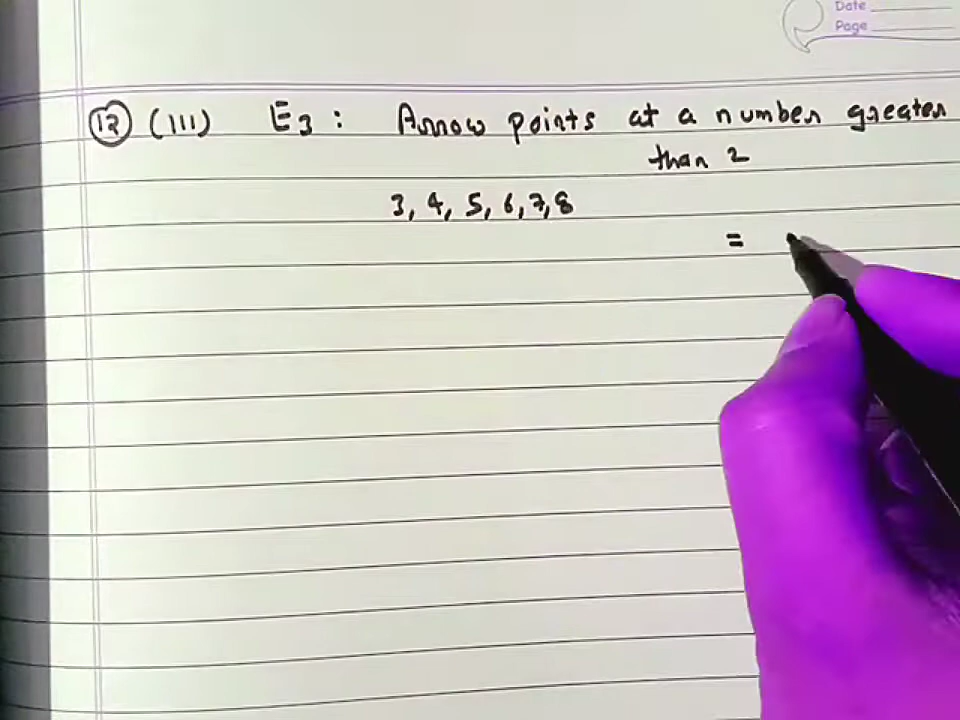 Date
Page
12 (III) E3 : Arrow points at a number greater
than 2
3, 4, 5, 6, 7, 8
=